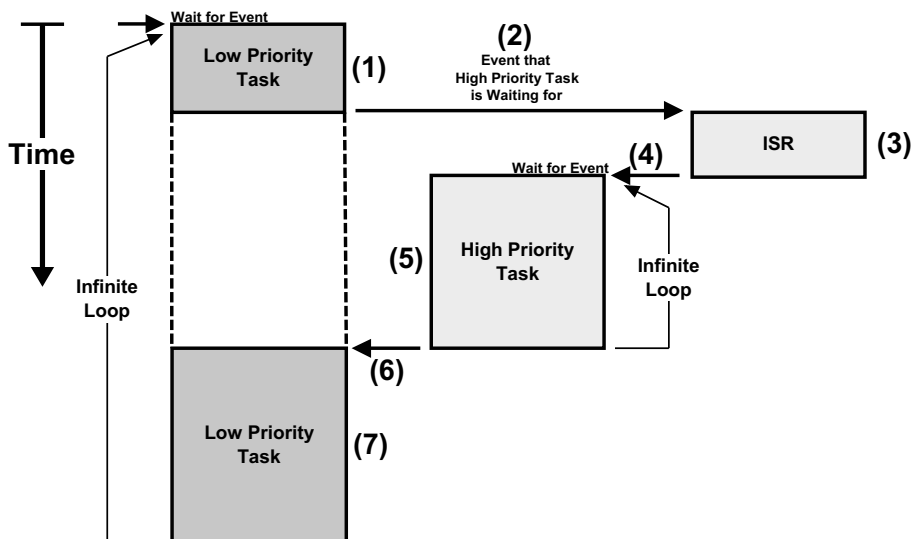 Wait for Event
Low Priority
Task
(1)
(2)
Event that
High Priority Task
is Waiting for
Time
ISR
(3)
Wait for Event
(4)
High Priority
Task
(5)
Infinite
Loop
Infinite
Loop
(6)
Low Priority
Task
(7)